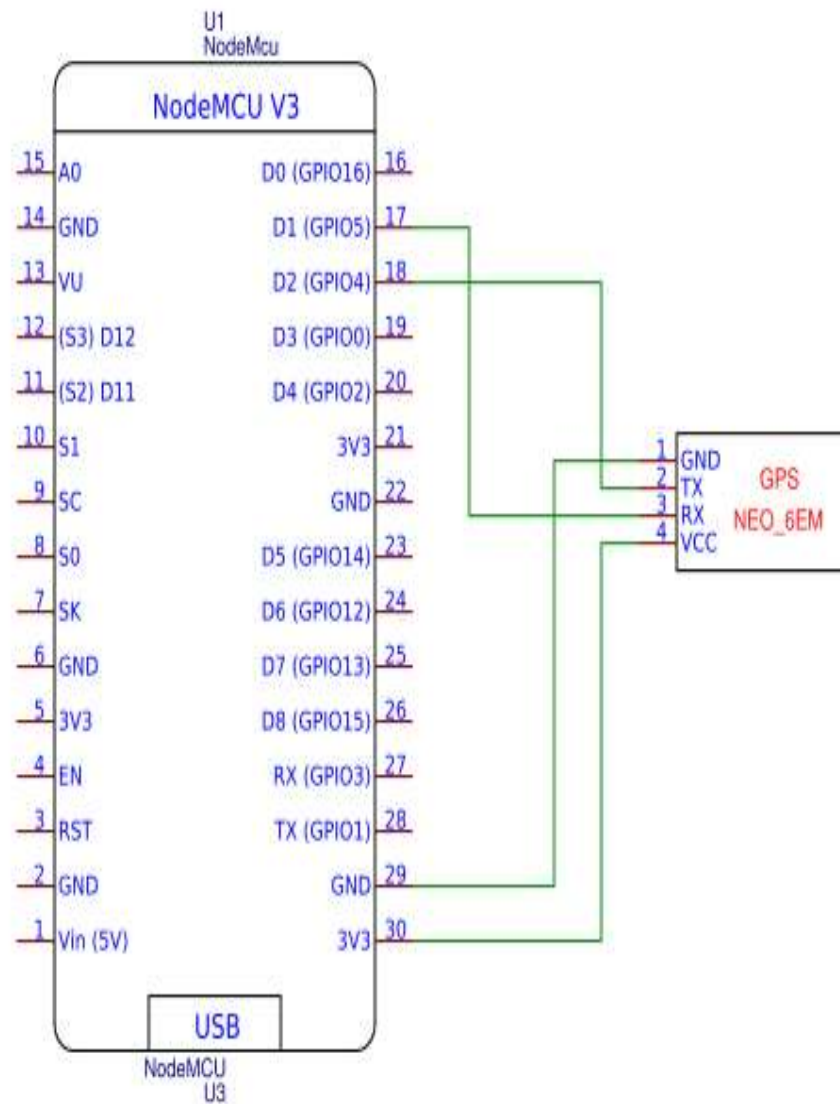 U1
NodeMcu
NodeMCU V3
15 A0 D0 (GPIO16) 16
14 GND D1 (GPIO5) 17
13 VU D2 (GPIO4) 18
12 (S3) D12 D3 (GPIO0) 19
11 (S2) D11 D4 (GPIO2) 20
10 S1 3V3 21
9 SC GND 22
8 S0 D5 (GPIO14) 23
7 SK D6 (GPIO12) 24
6 GND D7 (GPIO13) 25
5 3V3 D8 (GPIO15) 26
4 EN RX (GPIO3) 27
3 RST TX (GPIO1) 28
2 GND GND 29
1 Vin (5V) 3V3 30
USB
NodeMCU
U3
1 GND
2 TX
3 RX
4 VCC
GPS
NEO_6EM